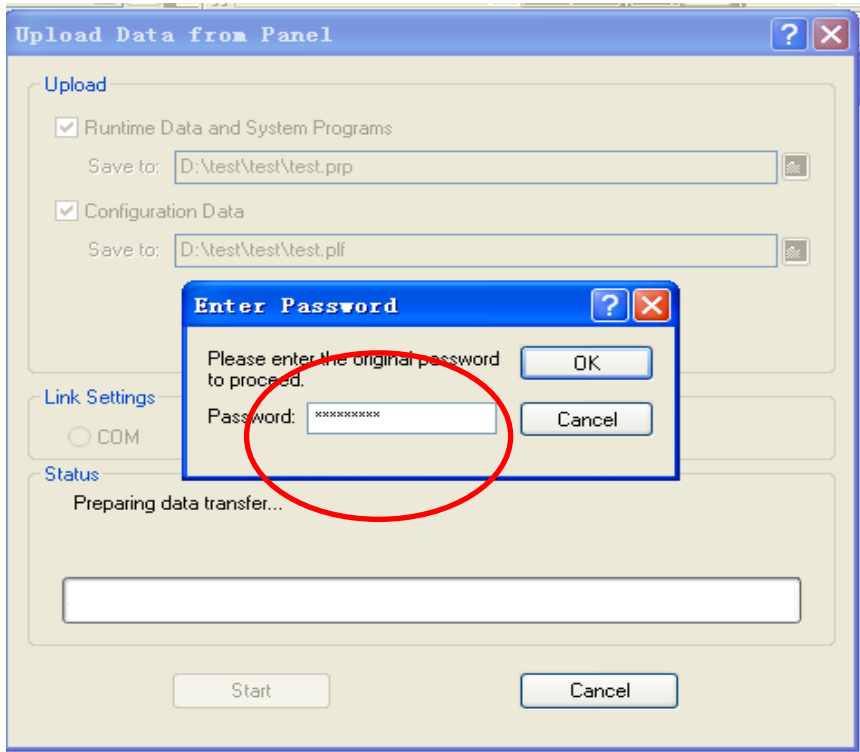 Upload Data from Panel
Upload
Runtime Data and System Programs
Save to: D:\test\test\test.prp
Configuration Data
Save to: D:\test\test\test.plf
Enter Password
Please enter the original password
to proceed.
OK
Password: *********
Cancel
Link Settings
COM
Status
Preparing data transfer...
Start
Cancel